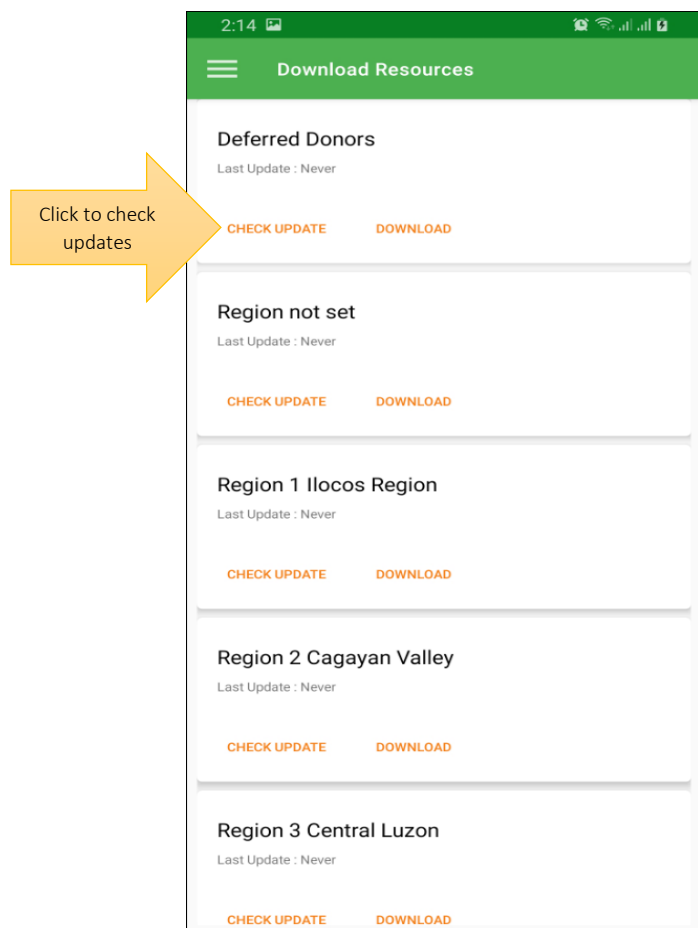 2:14
Download Resources
Deferred Donors
Last Update : Never
Click to check
updates
CHECK UPDATE DOWNLOAD
Region not set
Last Update : Never
CHECK UPDATE DOWNLOAD
Region 1 Ilocos Region
Last Update : Never
CHECK UPDATE DOWNLOAD
Region 2 Cagayan Valley
Last Update : Never
CHECK UPDATE DOWNLOAD
Region 3 Central Luzon
Last Update : Never
CHECK UPDATE DOWNLOAD